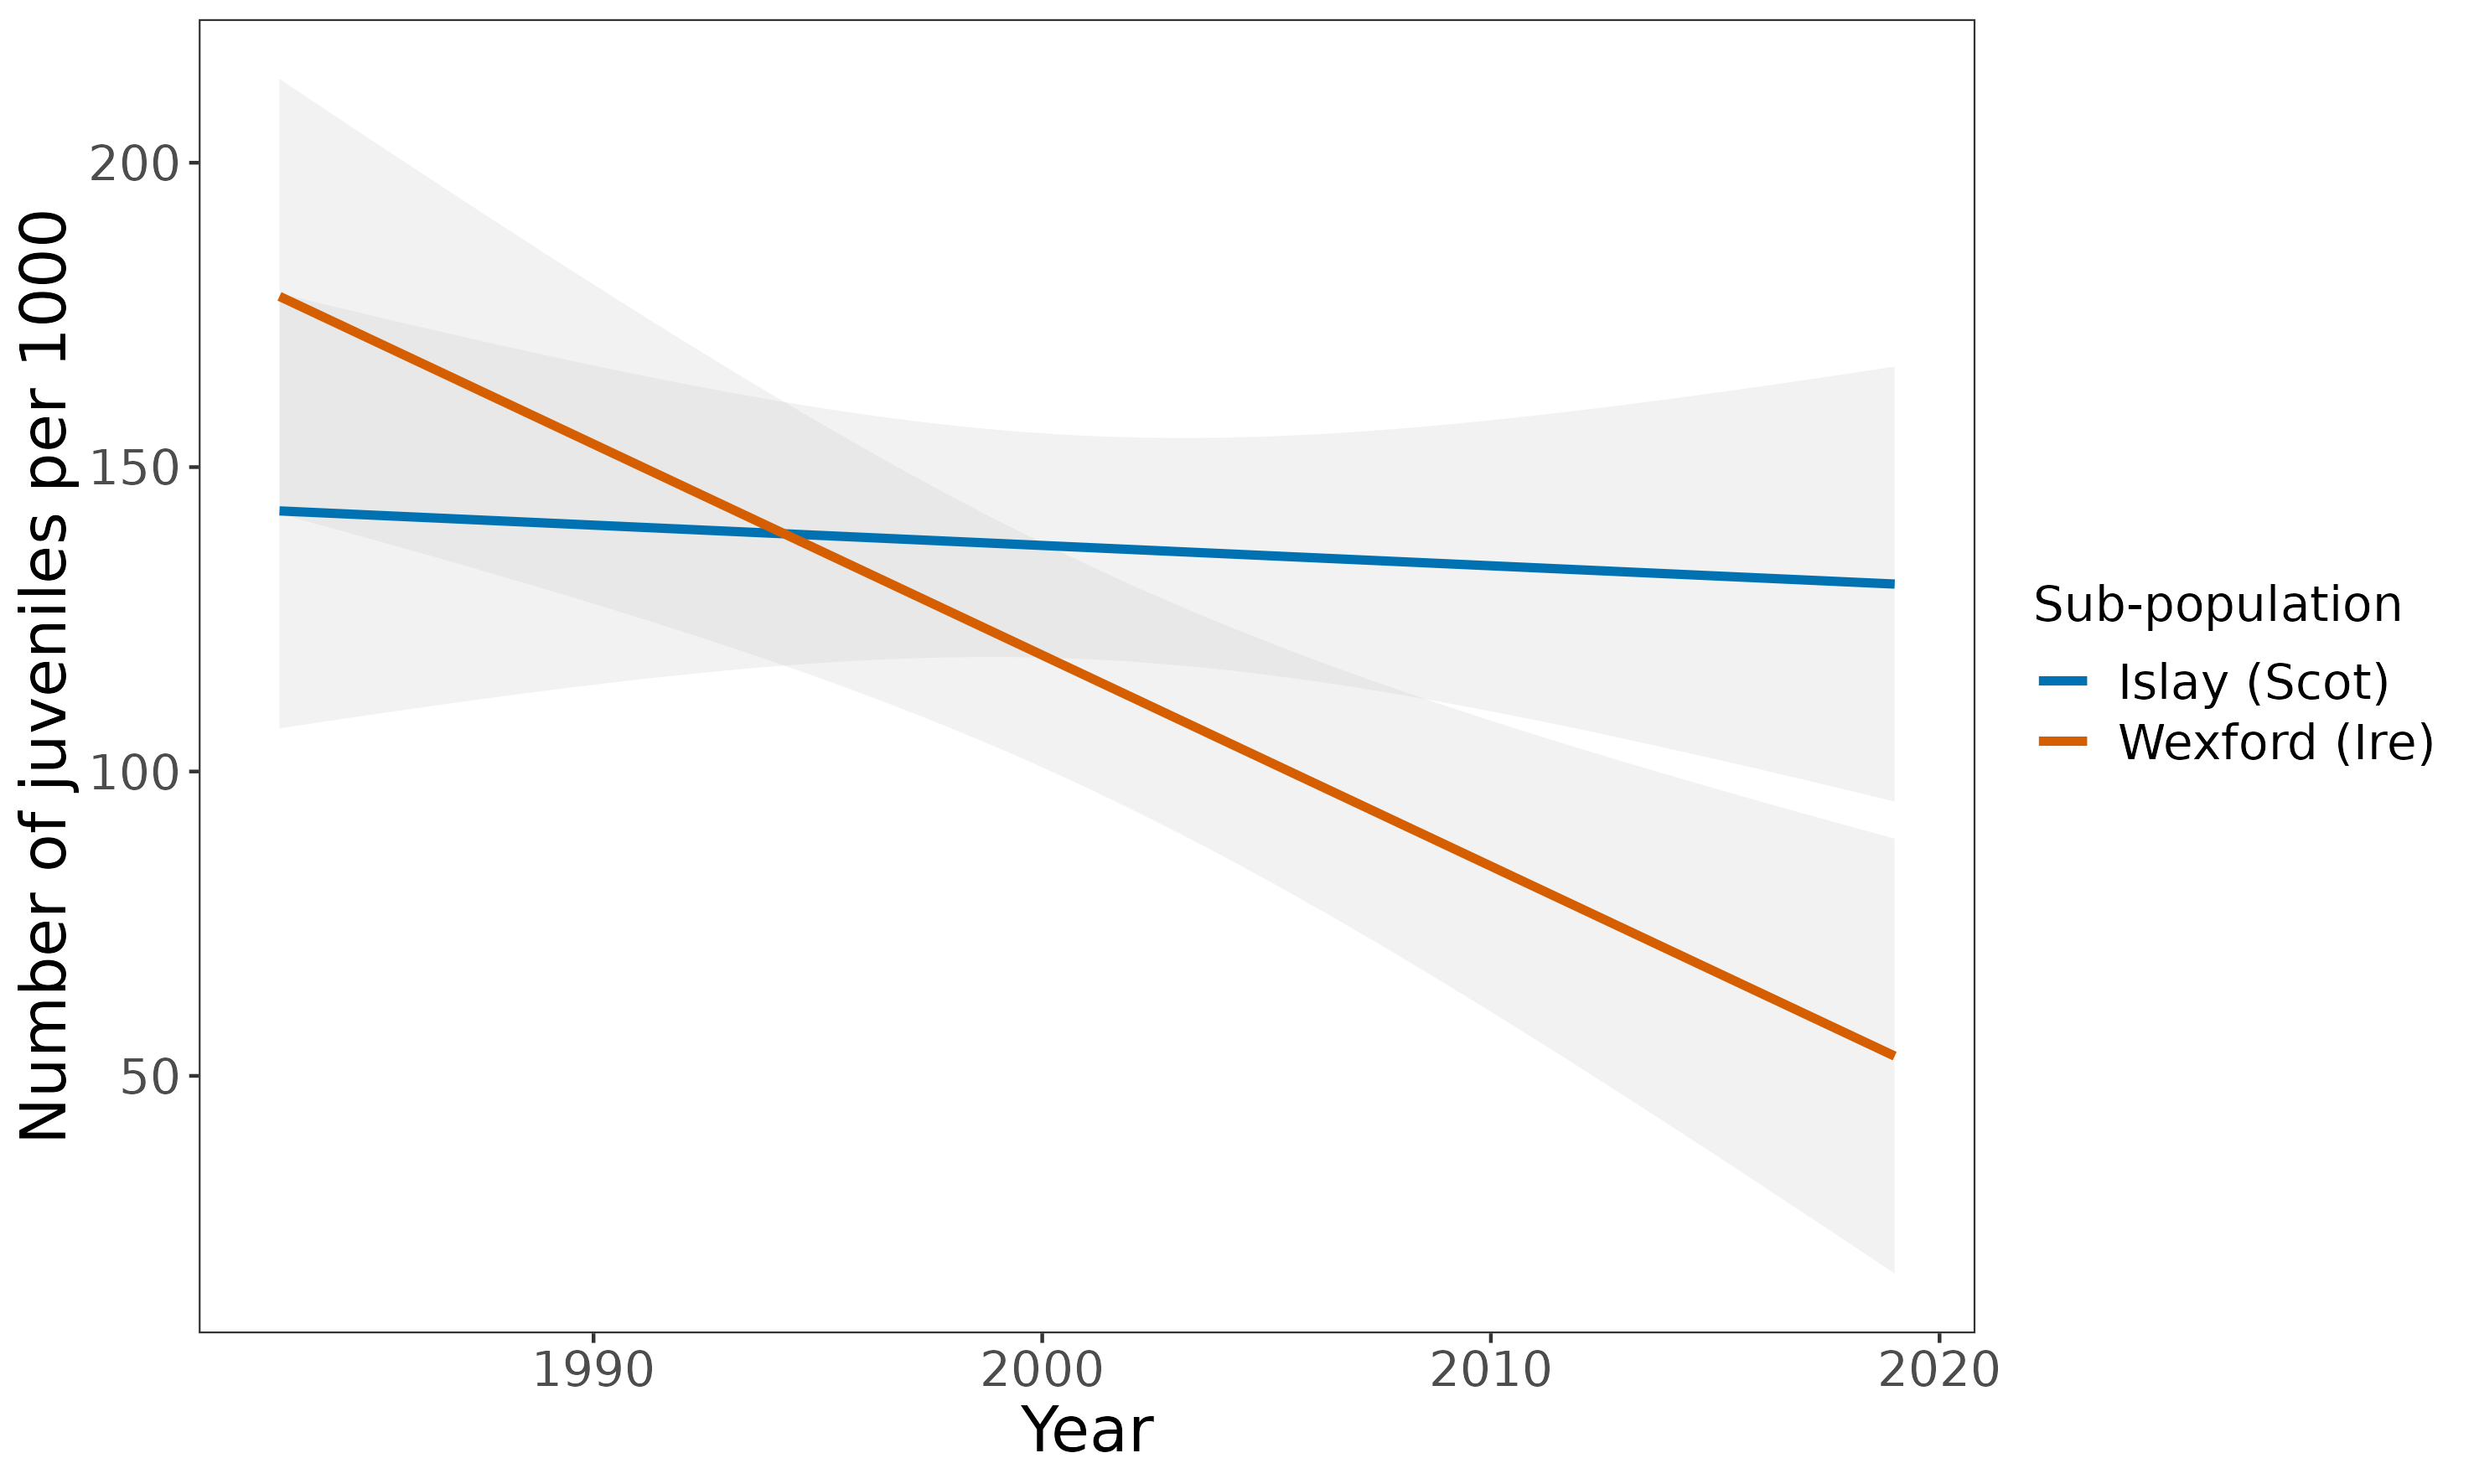 Number of juveniles per 1000
200
150
100
50
1990 2000 2010 2020
Year
Sub-population
Islay (Scot)
Wexford (Ire)